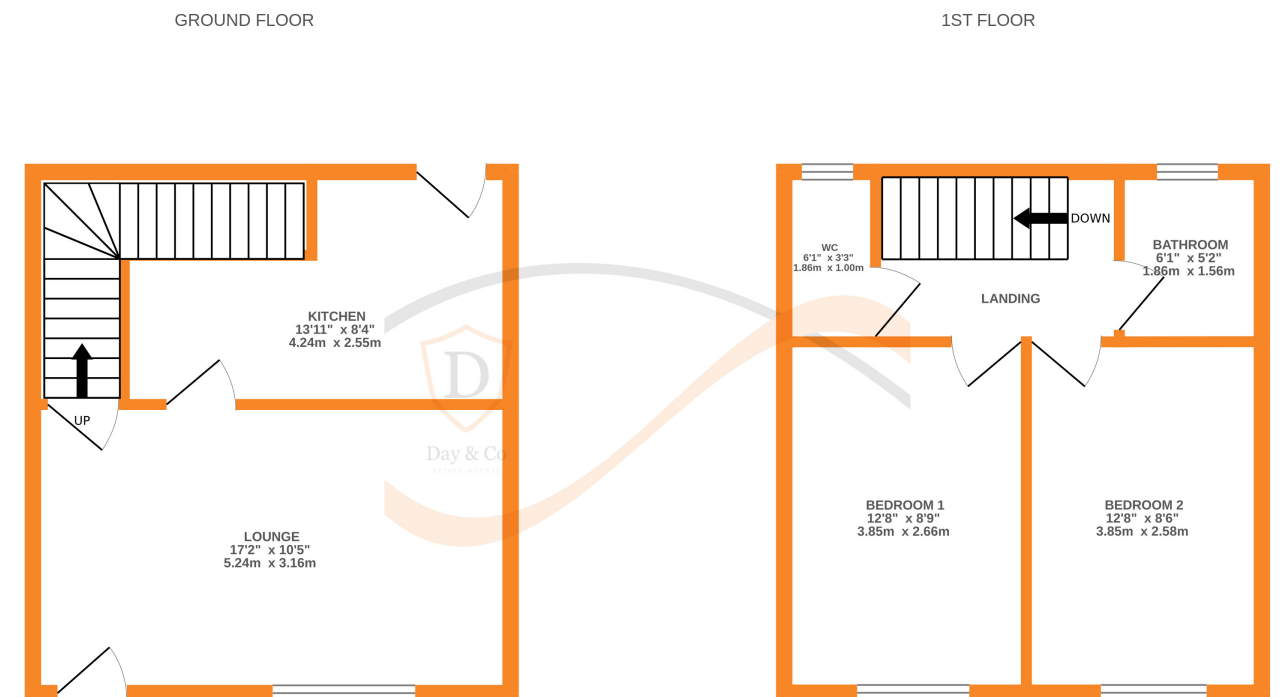 GROUND FLOOR
1ST FLOOR
KITCHEN
13'11" x 8'4"
4.24m x 2.55m
UP
LOUNGE
17'2" x 10'5"
5.24m x 3.16m
D
Day & Co
WC
6'1" x 3'3"
1.86m x 1.00m
DOWN
BATHROOM
6'1" x 5'2"
1.86m x 1.56m
LANDING
BEDROOM 1
12'8" x 8'9"
3.85m x 2.66m
BEDROOM 2
12'8" x 8'6"
3.85m x 2.58m